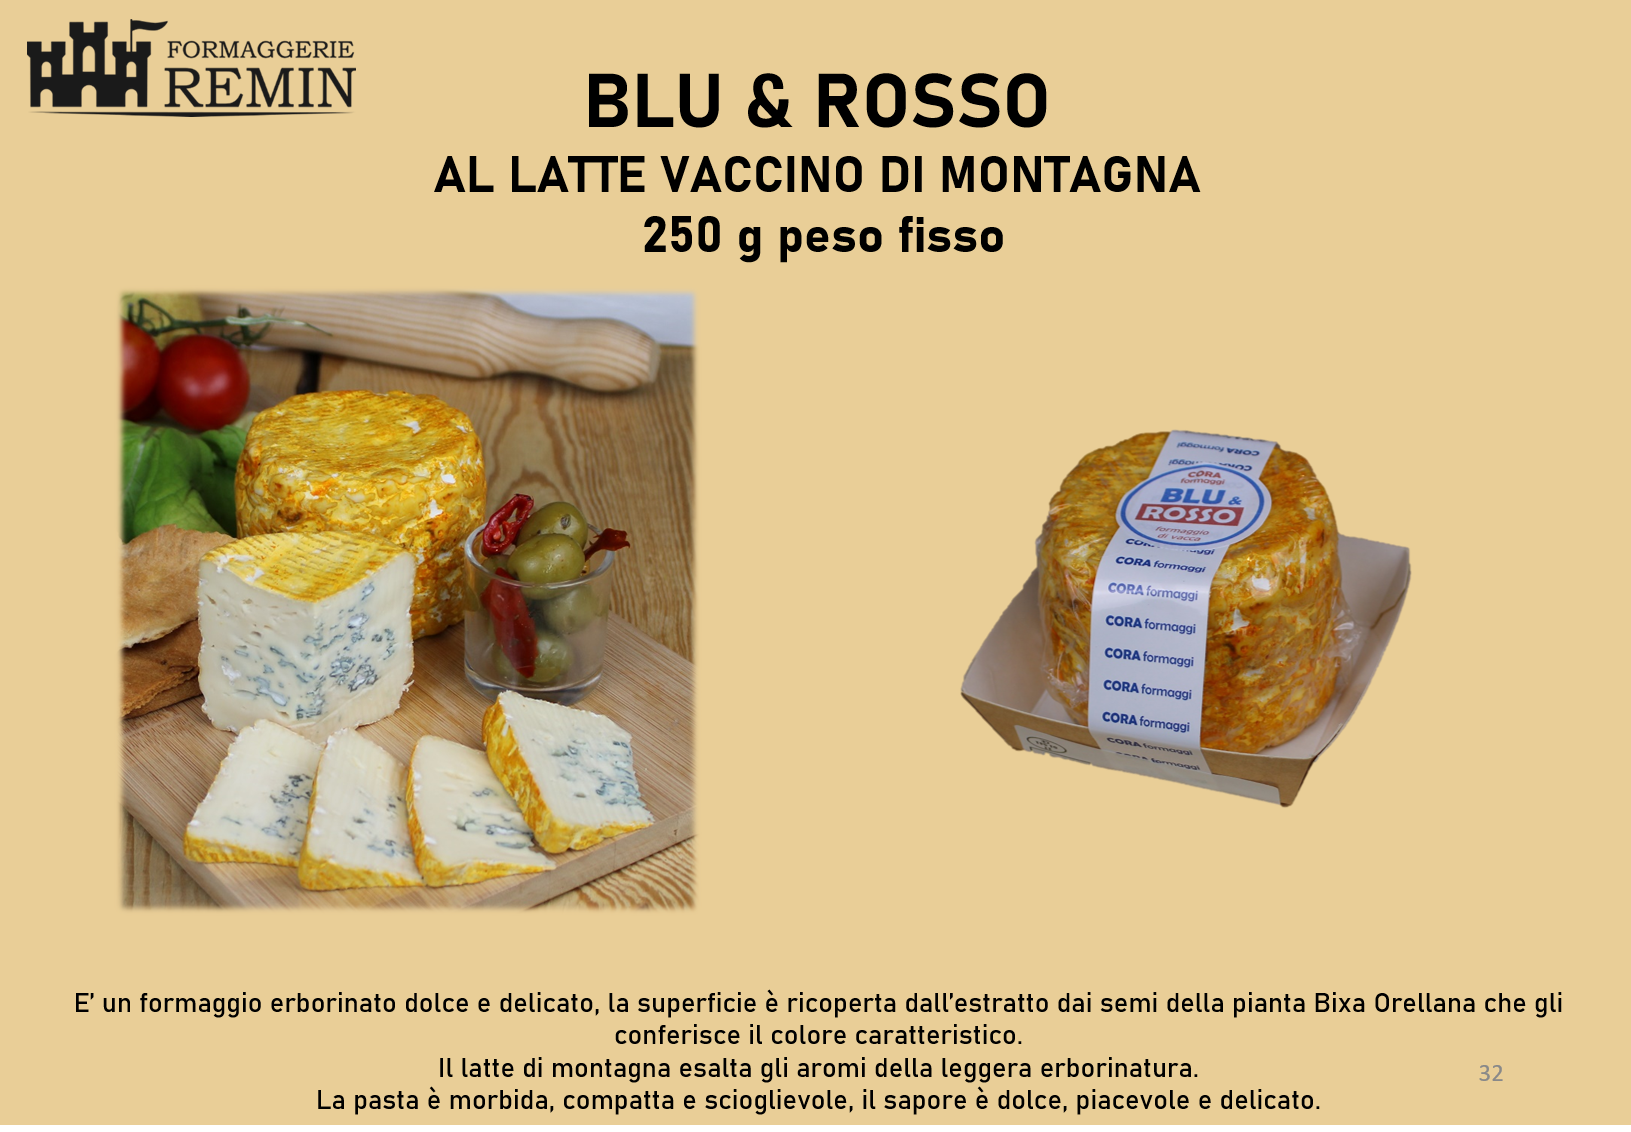 FORMAGGERIE
REMIN
BLU & ROSSO
AL LATTE VACCINO DI MONTAGNA
250 g peso fisso
CORA formaggi
CORA
formaggi
BLU &
ROSSO
formaggio
di vacca
CORA formaggi
CORA formaggi
CORA formaggi
CORA formaggi
CORA formaggi
CORA formaggi
CORA formaggi
E' un formaggio erborinato dolce e delicato, la superficie è ricoperta dall'estratto dai semi della pianta Bixa Orellana che gli
conferisce il colore caratteristico.
Il latte di montagna esalta gli aromi della leggera erborinatura.
32
La pasta è morbida, compatta e scioglievole, il sapore è dolce, piacevole e delicato.